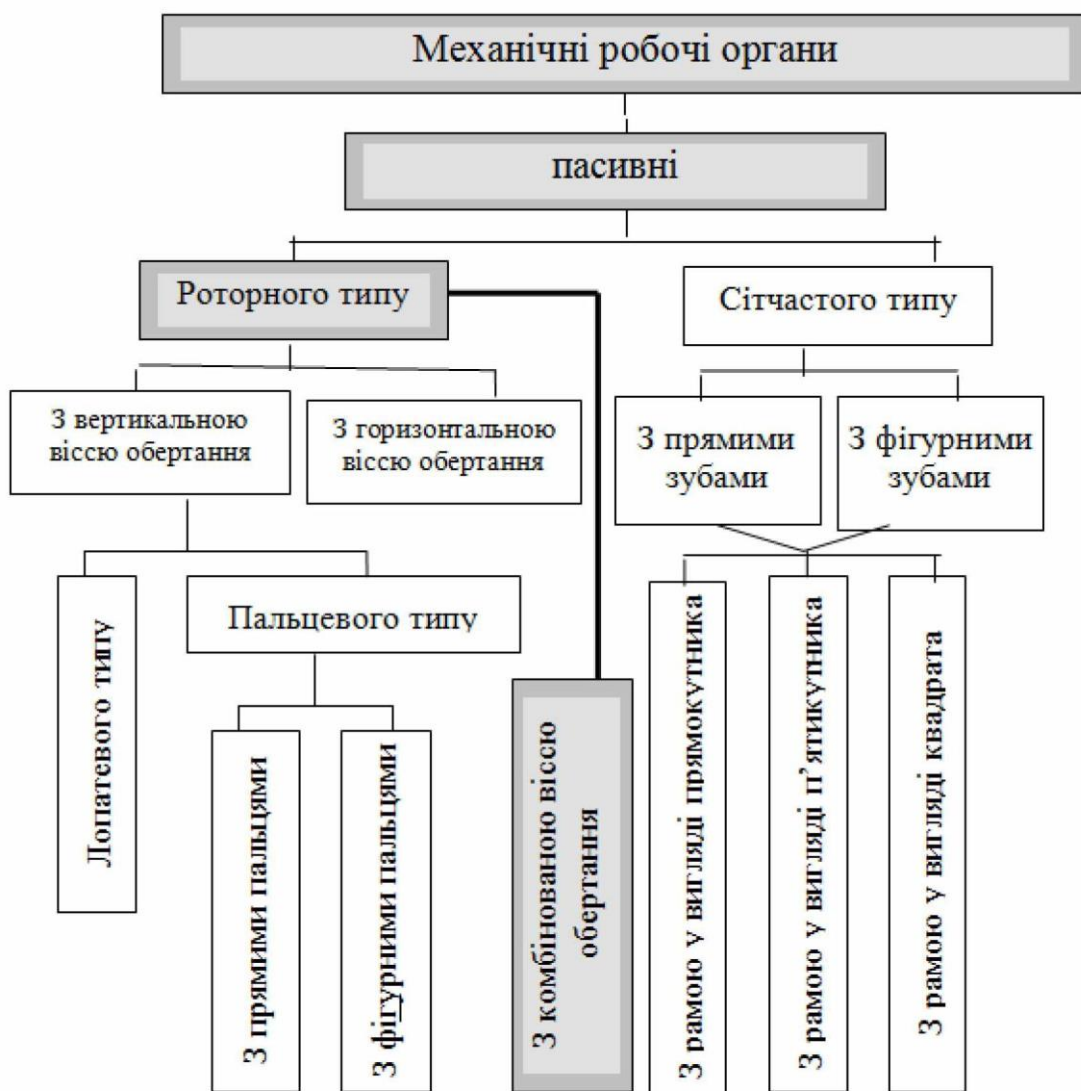 Механічні робочі органи
пасивні
Роторного типу
Сітчастого типу
З вертикальною
віссю обертання
З горизонтальною
віссю обертання
З прямими
зубами
З фігурними
зубами
Лопатевого типу
Пальцевого типу
З прямими пальцями
З фігурними пальцями
З комбінованою віссю
обертання
З рамою у вигляді прямокутника
З рамою у вигляді п’ятикутника
З рамою у вигляді квадрата